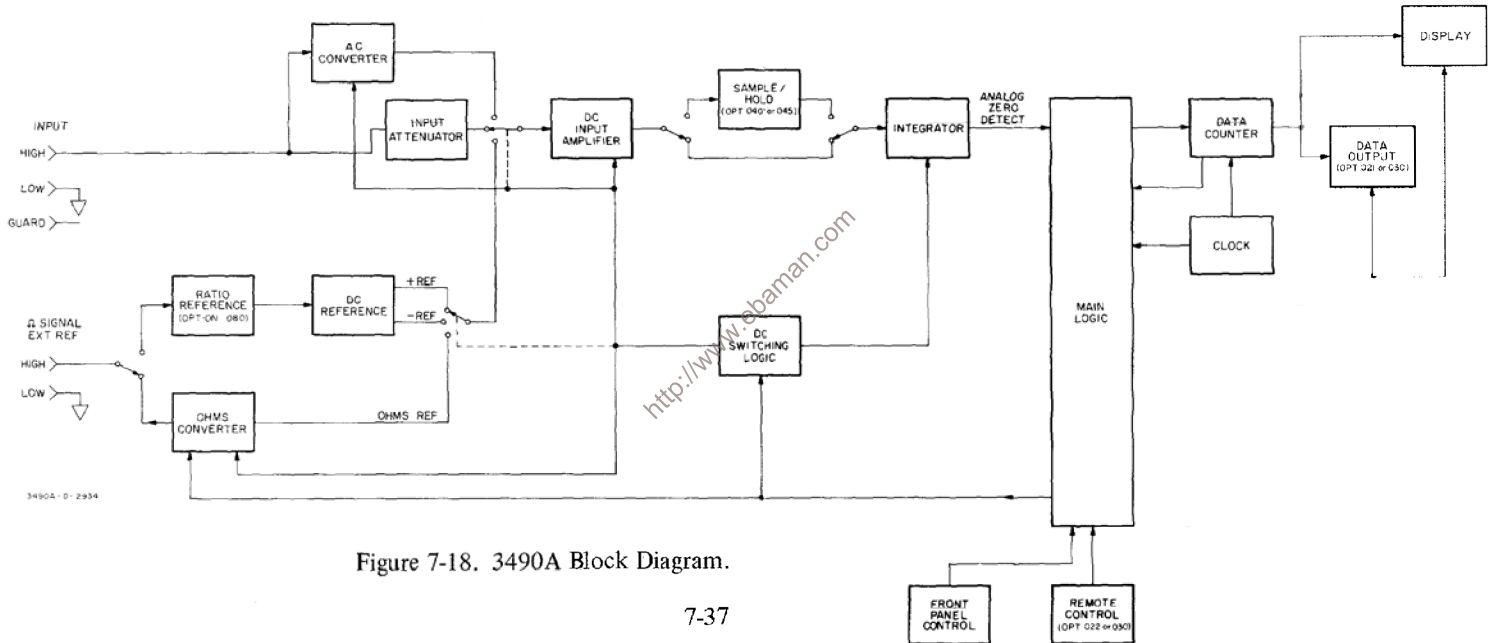 AC
CONVERTER
INPUT
ATTENUATOR
DC
INPUT
AMPLIFIER
SAMPLE/
HOLD
(OPT 040 or 045)
INTEGRATOR
ANALOG
ZERO
DETECT
MAIN
LOGIC
DATA
COUNTER
CLOCK
DISPLAY
DATA
OUTPUT
(OPT 021 or 030)
INPUT
HIGH
LOW
GUARD
RATIO
REFERENCE
(OPT-ON 080)
DC
REFERENCE
+REF
-REF
Ω SIGNAL
EXT REF
HIGH
LOW
OHMS
CONVERTER
OHMS REF
DC
SWITCHING
LOGIC
http://www.ebaman.com
3490A-D-2934
FRONT
PANEL
CONTROL
REMOTE
CONTROL
(OPT 022 or 030)
Figure 7-18. 3490A Block Diagram.
7-37